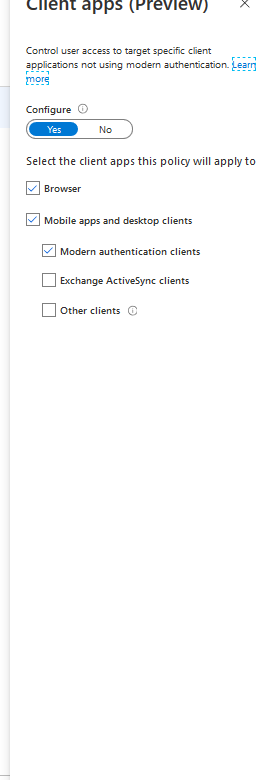 Client apps (Preview)
Control user access to target specific client
applications not using modern authentication. Learn
more
Configure
Yes No
Select the client apps this policy will apply to
Browser
Mobile apps and desktop clients
Modern authentication clients
Exchange ActiveSync clients
Other clients